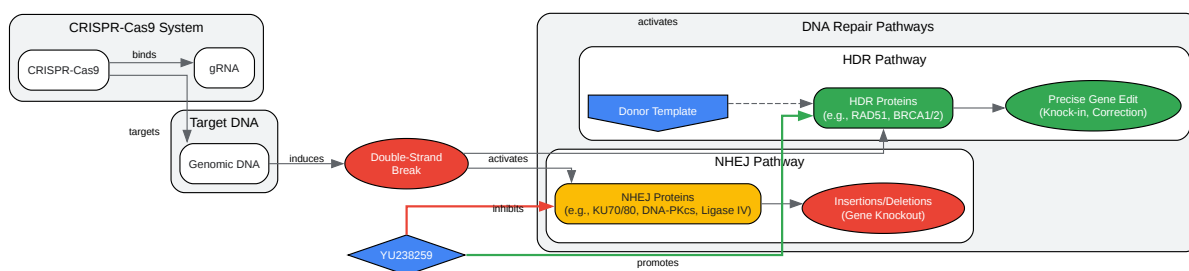 activates
CRISPR-Cas9 System
DNA Repair Pathways
binds
HDR Pathway
CRISPR-Cas9
gRNA
Donor Template
HDR Proteins
(e.g., RAD51, BRCA1/2)
Precise Gene Edit
(Knock-in, Correction)
Target DNA
targets
Genomic DNA
induces
Double-Strand
Break
activates
NHEJ Pathway
NHEJ Proteins
(e.g., KU70/80, DNA-PKcs, Ligase IV)
Insertions/Deletions
(Gene Knockout)
inhibits
YU238259
promotes